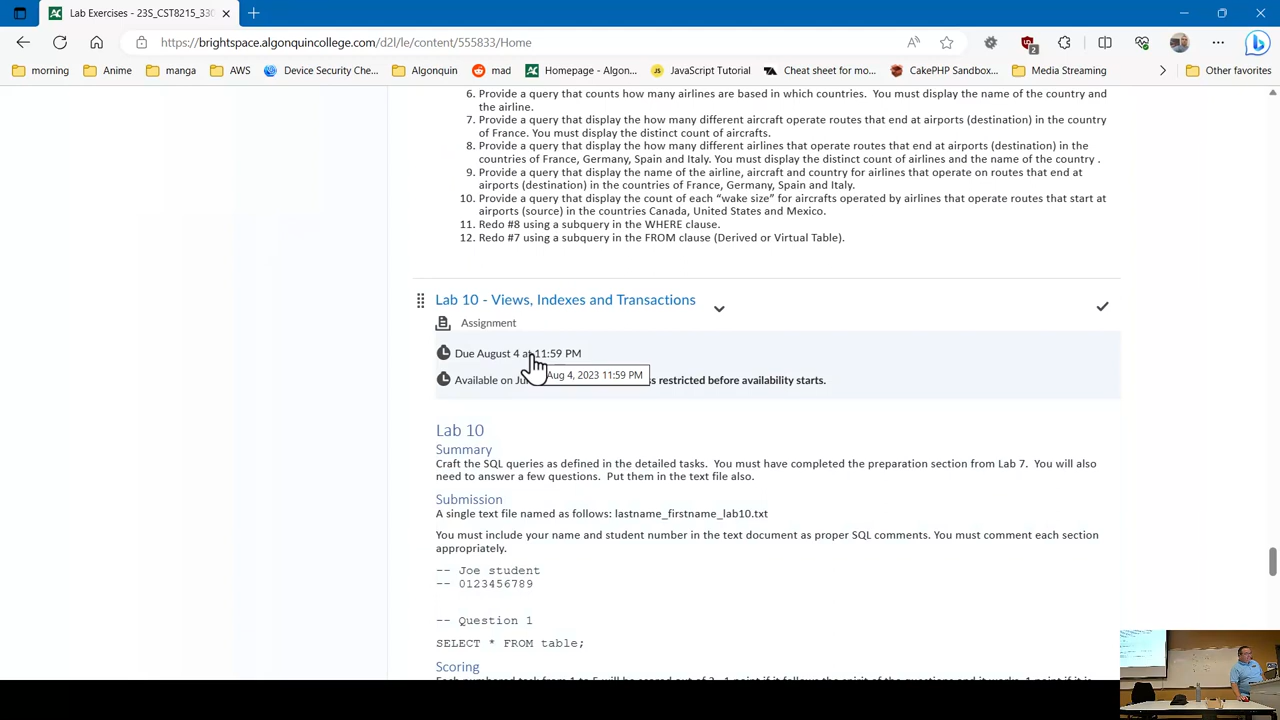 Lab Exercises - 23S_CST8215_330
https://brightspace.algonquincollege.com/d2l/le/content/555833/Home
2
morning
Anime
manga
AWS
Device Security Che...
Algonquin
mad
Homepage - Algon...
JavaScript Tutorial
Cheat sheet for mo...
CakePHP Sandbox...
Media Streaming
Other favorites
6. Provide a query that counts how many airlines are based in which countries. You must display the name of the country and
the airline.
7. Provide a query that display the how many different aircraft operate routes that end at airports (destination) in the country
of France. You must display the distinct count of aircrafts.
8. Provide a query that display the how many different airlines that operate routes that end at airports (destination) in the
countries of France, Germany, Spain and Italy. You must display the distinct count of airlines and the name of the country .
9. Provide a query that display the name of the airline, aircraft and country for airlines that operate on routes that end at
airports (destination) in the countries of France, Germany, Spain and Italy.
10. Provide a query that display the count of each “wake size” for aircrafts operated by airlines that operate routes that start at
airports (source) in the countries Canada, United States and Mexico.
11. Redo #8 using a subquery in the WHERE clause.
12. Redo #7 using a subquery in the FROM clause (Derived or Virtual Table).
Lab 10 - Views, Indexes and Transactions
Assignment
Due August 4 at 11:59 PM
Aug 4, 2023 11:59 PM
Available on restricted before availability starts.
Lab 10
Summary
Craft the SQL queries as defined in the detailed tasks. You must have completed the preparation section from Lab 7. You will also
need to answer a few questions. Put them in the text file also.
Submission
A single text file named as follows: lastname_firstname_lab10.txt
You must include your name and student number in the text document as proper SQL comments. You must comment each section
appropriately.
-- Joe student
-- 0123456789
-- Question 1
SELECT * FROM table;
Scoring